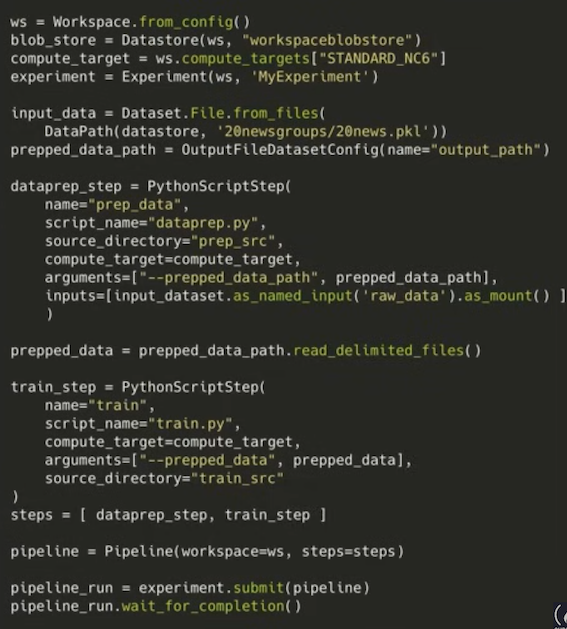 ws = Workspace.from_config()
blob_store = Datastore(ws, "workspaceblobstore")
compute_target = ws.compute_targets["STANDARD_NC6"]
experiment = Experiment(ws, 'MyExperiment')

input_data = Dataset.File.from_files(
    DataPath(datastore, '20newsgroups/20news.pkl'))
prepped_data_path = OutputFileDatasetConfig(name="output_path")

dataprep_step = PythonScriptStep(
    name="prep_data",
    script_name="dataprep.py",
    source_directory="prep_src",
    compute_target=compute_target,
    arguments=["--prepped_data_path", prepped_data_path],
    inputs=[input_dataset.as_named_input('raw_data').as_mount() ]
    )

prepped_data = prepped_data_path.read_delimited_files()

train_step = PythonScriptStep(
    name="train",
    script_name="train.py",
    compute_target=compute_target,
    arguments=["--prepped_data", prepped_data],
    source_directory="train_src"
)
steps = [ dataprep_step, train_step ]

pipeline = Pipeline(workspace=ws, steps=steps)

pipeline_run = experiment.submit(pipeline)
pipeline_run.wait_for_completion()